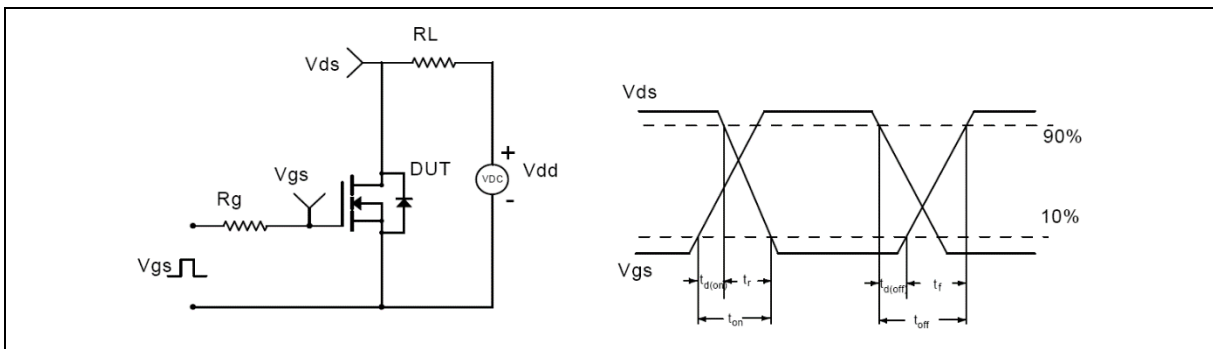 RL
Vds
Vgs
DUT
+
VDC
Vdd
-
Rg
Vgs
Vds
90%
10%
Vgs
td(on)
tr
td(off)
tf
ton
toff